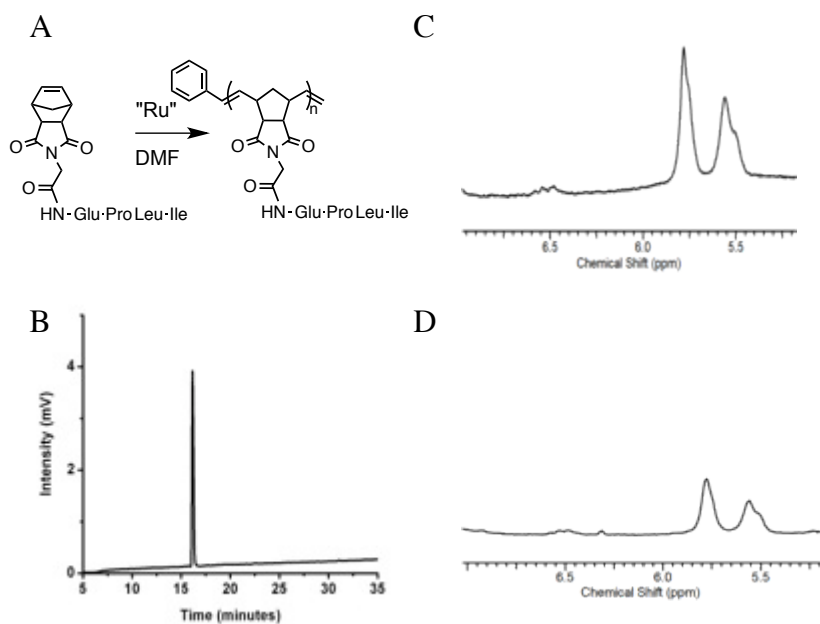 A
"Ru"
DMF
n
O
N
O
O
HN-Glu·Pro Leu-Ile
O
N
O
O
HN-Glu·Pro Leu-Ile
B
Intensity (mV)
4
2
0
5 10 15 20 25 30 35
Time (minutes)
C
6.5 6.0 5.5
Chemical Shift (ppm)
D
6.5 6.0 5.5
Chemical Shift (ppm)